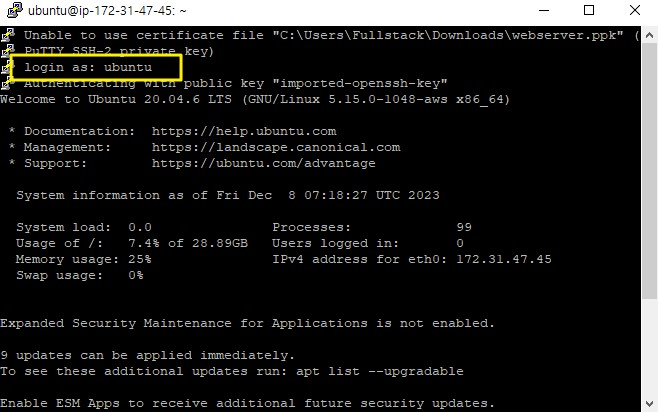 ubuntu@ip-172-31-47-45: ~
Unable to use certificate file "C:\Users\Fullstack\Downloads\webserver.ppk" (
PuTTY SSH-2 private key)
login as: ubuntu
Authenticating with public key "imported-openssh-key"
Welcome to Ubuntu 20.04.6 LTS (GNU/Linux 5.15.0-1048-aws x86_64)
* Documentation:  https://help.ubuntu.com
* Management:     https://landscape.canonical.com
* Support:        https://ubuntu.com/advantage
System information as of Fri Dec  8 07:18:27 UTC 2023
System load:  0.0               Processes:             99
Usage of /:   7.4% of 28.89GB   Users logged in:       0
Memory usage: 25%               IPv4 address for eth0: 172.31.47.45
Swap usage:   0%
Expanded Security Maintenance for Applications is not enabled.
9 updates can be applied immediately.
To see these additional updates run: apt list --upgradable
Enable ESM Apps to receive additional future security updates.